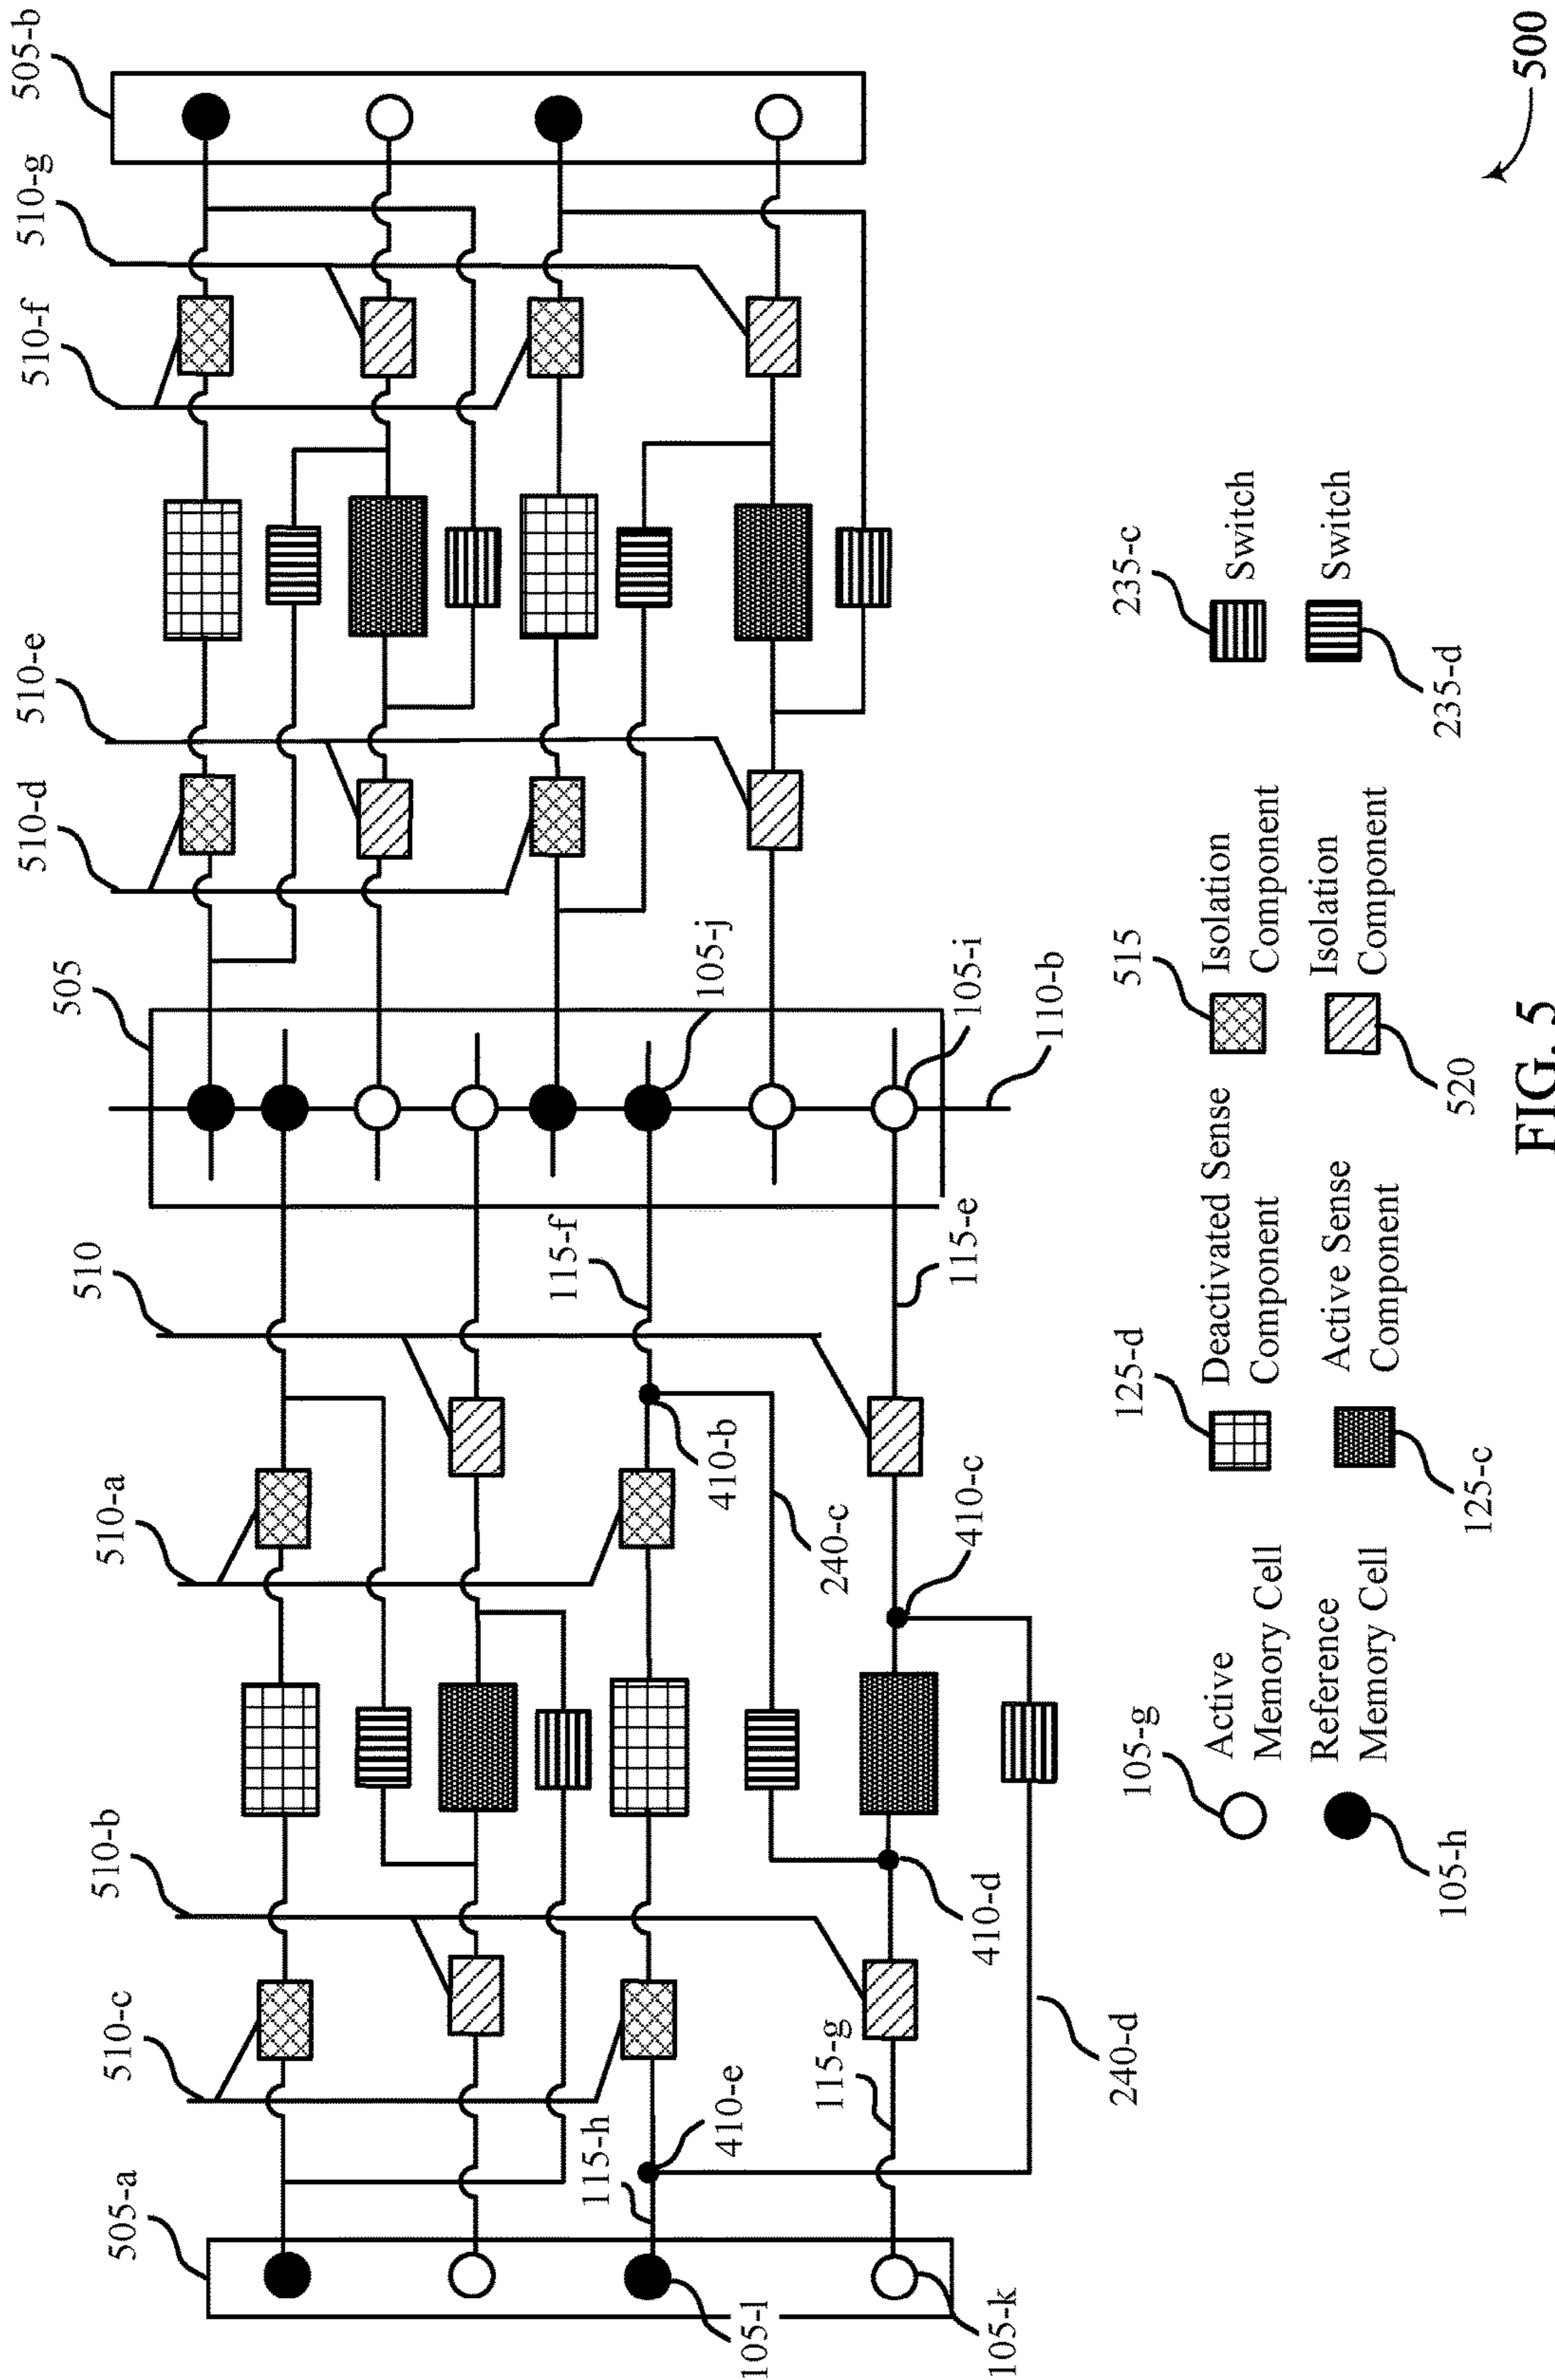 505-b
510-g
510-f
510-e
510-d
505
105-j
105-i
110-b
510
115-f
115-e
510-a
410-b
240-c
410-c
510-b
410-d
510-c
115-h
410-e
115-g
240-d
505-a
105-l
105-k
500
105-g
Active
Memory Cell
Reference
Memory Cell
105-h
125-d
Deactivated Sense
Component
Active Sense
Component
125-c
515
Isolation
Component
Isolation
Component
520
235-c
Switch
Switch
235-d
FIG. 5